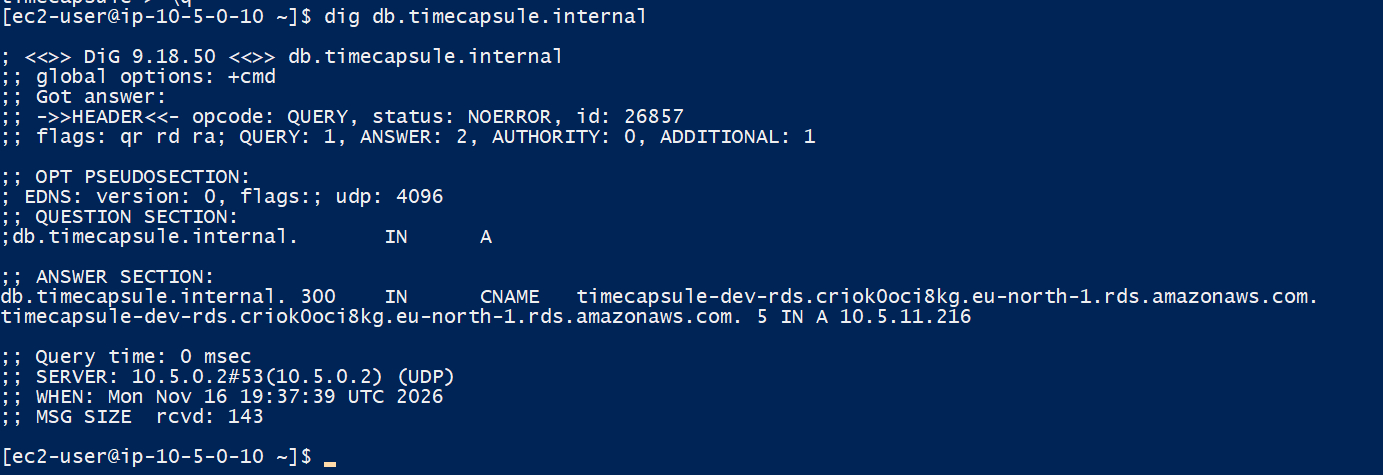 [ec2-user@ip-10-5-0-10 ~]$ dig db.timecapsule.internal
; <<>> DiG 9.18.50 <<>> db.timecapsule.internal
;; global options: +cmd
;; Got answer:
;; ->>HEADER<<- opcode: QUERY, status: NOERROR, id: 26857
;; flags: qr rd ra; QUERY: 1, ANSWER: 2, AUTHORITY: 0, ADDITIONAL: 1
;; OPT PSEUDOSECTION:
; EDNS: version: 0, flags:; udp: 4096
;; QUESTION SECTION:
;db.timecapsule.internal. IN A
;; ANSWER SECTION:
db.timecapsule.internal. 300 IN CNAME timecapsule-dev-rds.criok0oci8kg.eu-north-1.rds.amazonaws.com.
timecapsule-dev-rds.criok0oci8kg.eu-north-1.rds.amazonaws.com. 5 IN A 10.5.11.216
;; Query time: 0 msec
;; SERVER: 10.5.0.2#53(10.5.0.2) (UDP)
;; WHEN: Mon Nov 16 19:37:39 UTC 2026
;; MSG SIZE rcvd: 143
[ec2-user@ip-10-5-0-10 ~]$